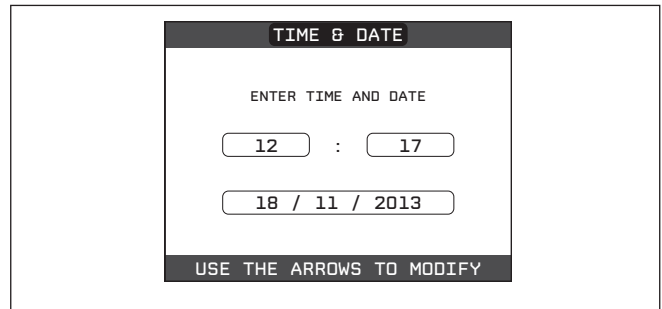 TIME & DATE
ENTER TIME AND DATE
12 : 17
18 / 11 / 2013
USE THE ARROWS TO MODIFY